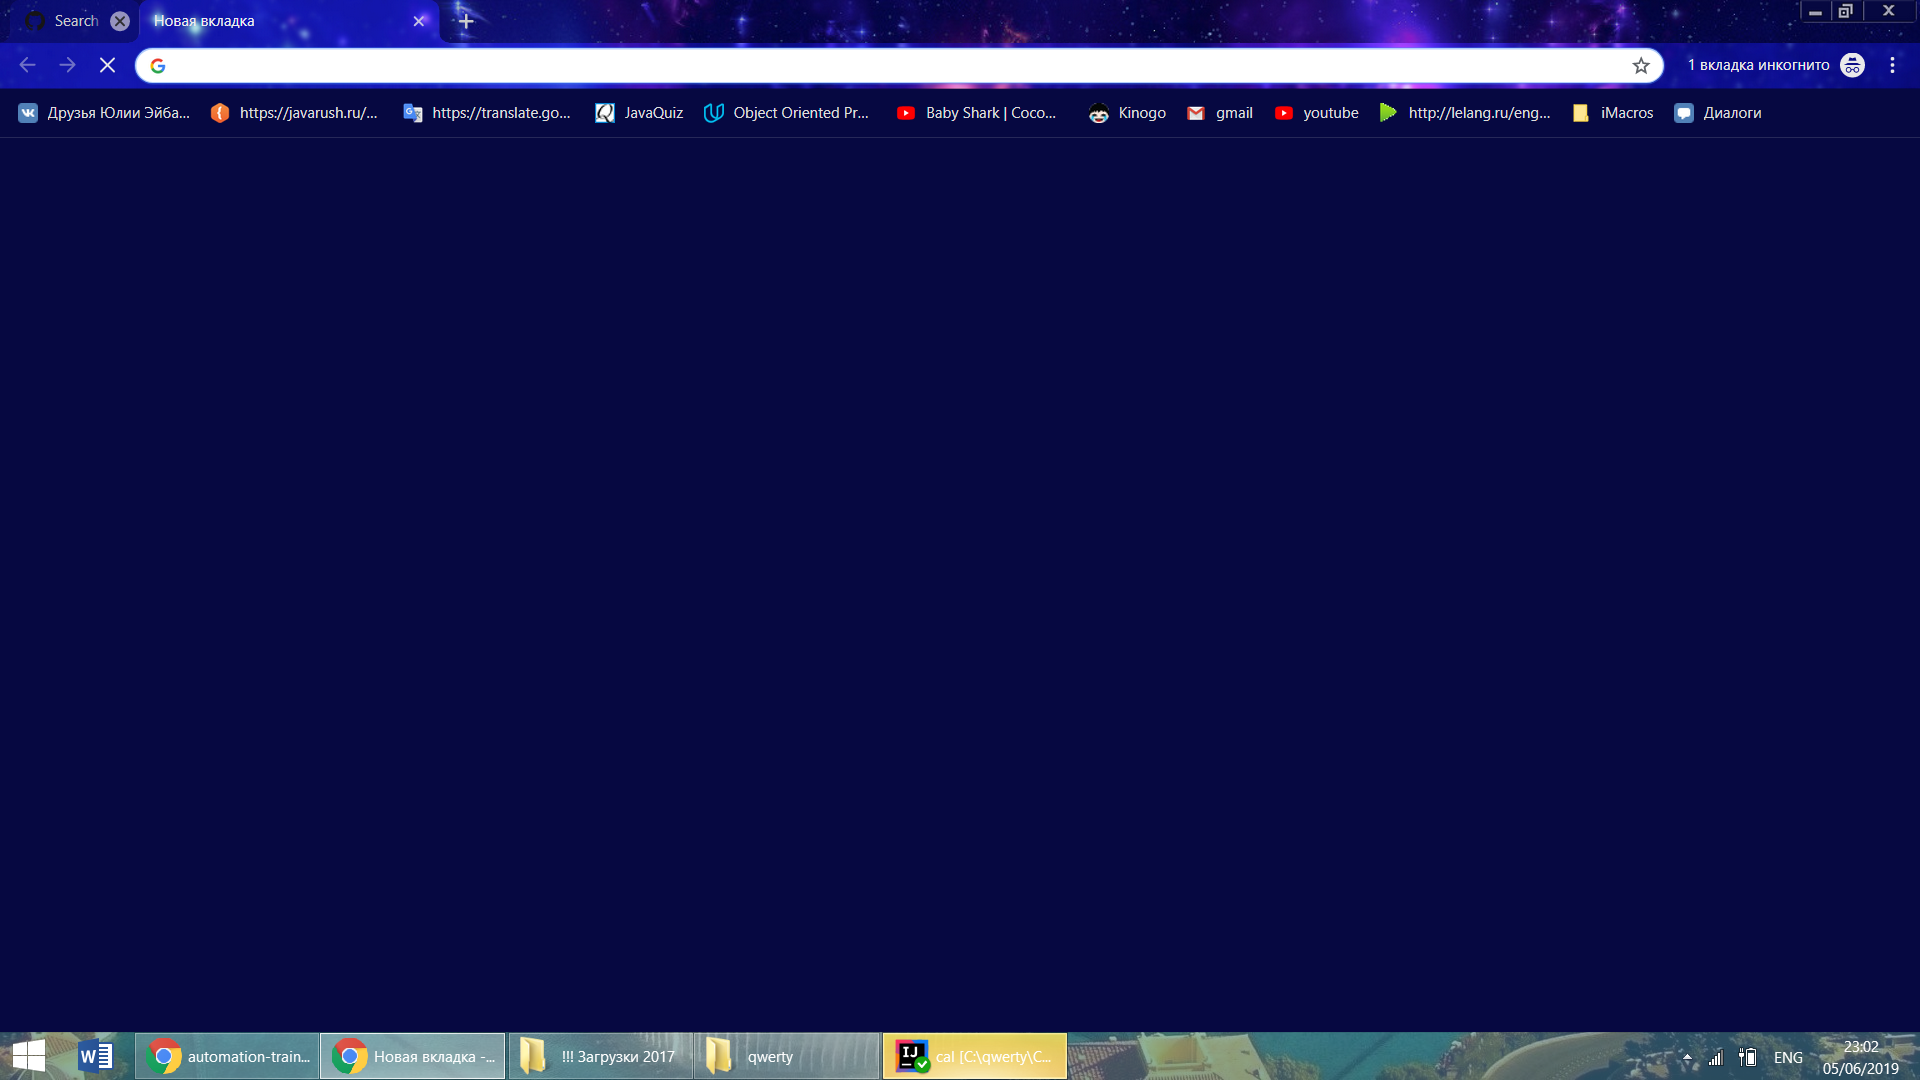 Search
Новая вкладка
1 вкладка инкогнито
Друзья Юлии Эйба... https://javarush.ru/... https://translate.go... JavaQuiz Object Oriented Pr... Baby Shark | Coco... Kinogo gmail youtube http://lelang.ru/eng... iMacros Диалоги
automation-train... Новая вкладка -... !!! Загрузки 2017 qwerty cal [C:\qwerty\C... ENG
23:02
05/06/2019